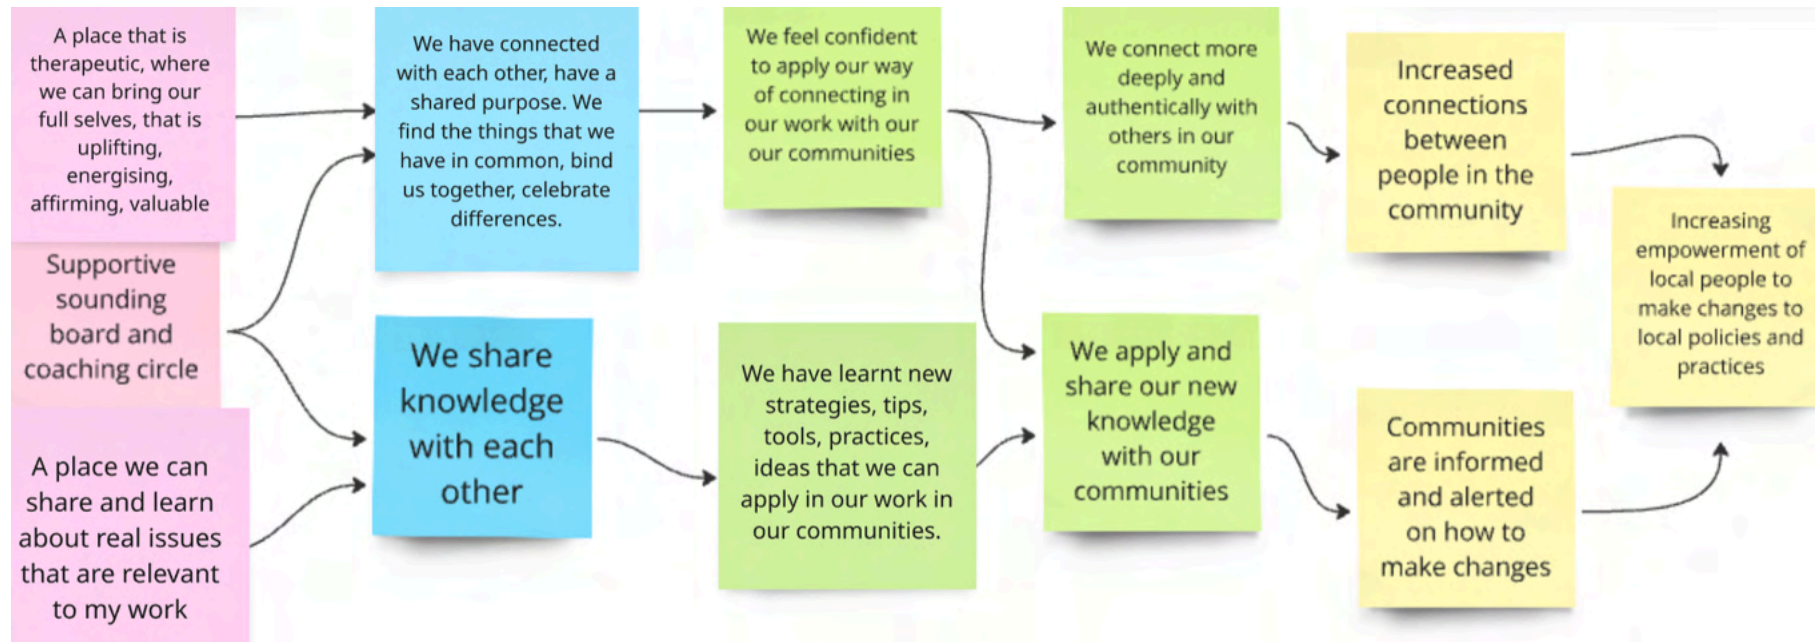 A place that is
therapeutic, where
we can bring our
full selves, that is
uplifting,
energising,
affirming, valuable
Supportive
sounding
board and
coaching circle
A place we can
share and learn
about real issues
that are relevant
to my work
We have connected
with each other, have a
shared purpose. We
find the things that we
have in common, bind
us together, celebrate
differences.
We share
knowledge
with each
other
We feel confident
to apply our way
of connecting in
our work with our
our communities
We have learnt new
strategies, tips,
tools, practices,
ideas that we can
apply in our work in
our communities.
We connect more
deeply and
authentically with
others in our
community
We apply and
share our new
knowledge
with our
communities
Increased
connections
between
people in the
community
Communities
are informed
and alerted
on how to
make changes
Increasing
empowerment of
local people to
make changes to
local policies and
practices